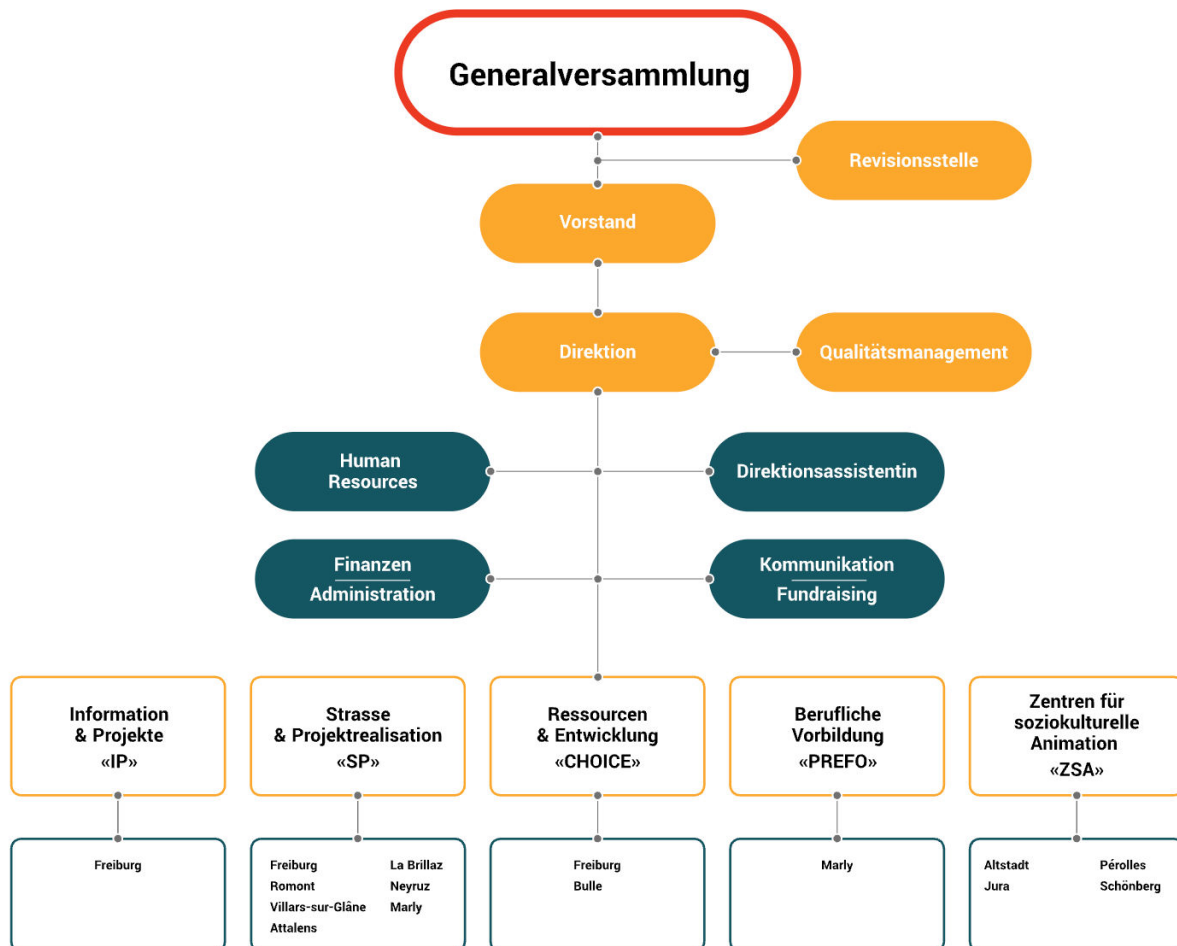 Generalversammlung
Revisionsstelle
Vorstand
Direktion
Qualitätsmanagement
Human
Resources
Direktionsassistentin
Finanzen
Administration
Kommunikation
Fundraising
Information
& Projekte
«IP»
Strasse
& Projektrealisation
«SP»
Ressourcen
& Entwicklung
«CHOICE»
Berufliche
Vorbildung
«PREFO»
Zentren für
soziokulturelle
Animation
«ZSA»
Freiburg
Freiburg
Romont
Villars-sur-Glâne
Attalens
La Brillaz
Neyruz
Marly
Freiburg
Bulle
Marly
Altstadt
Jura
Pérolles
Schönberg